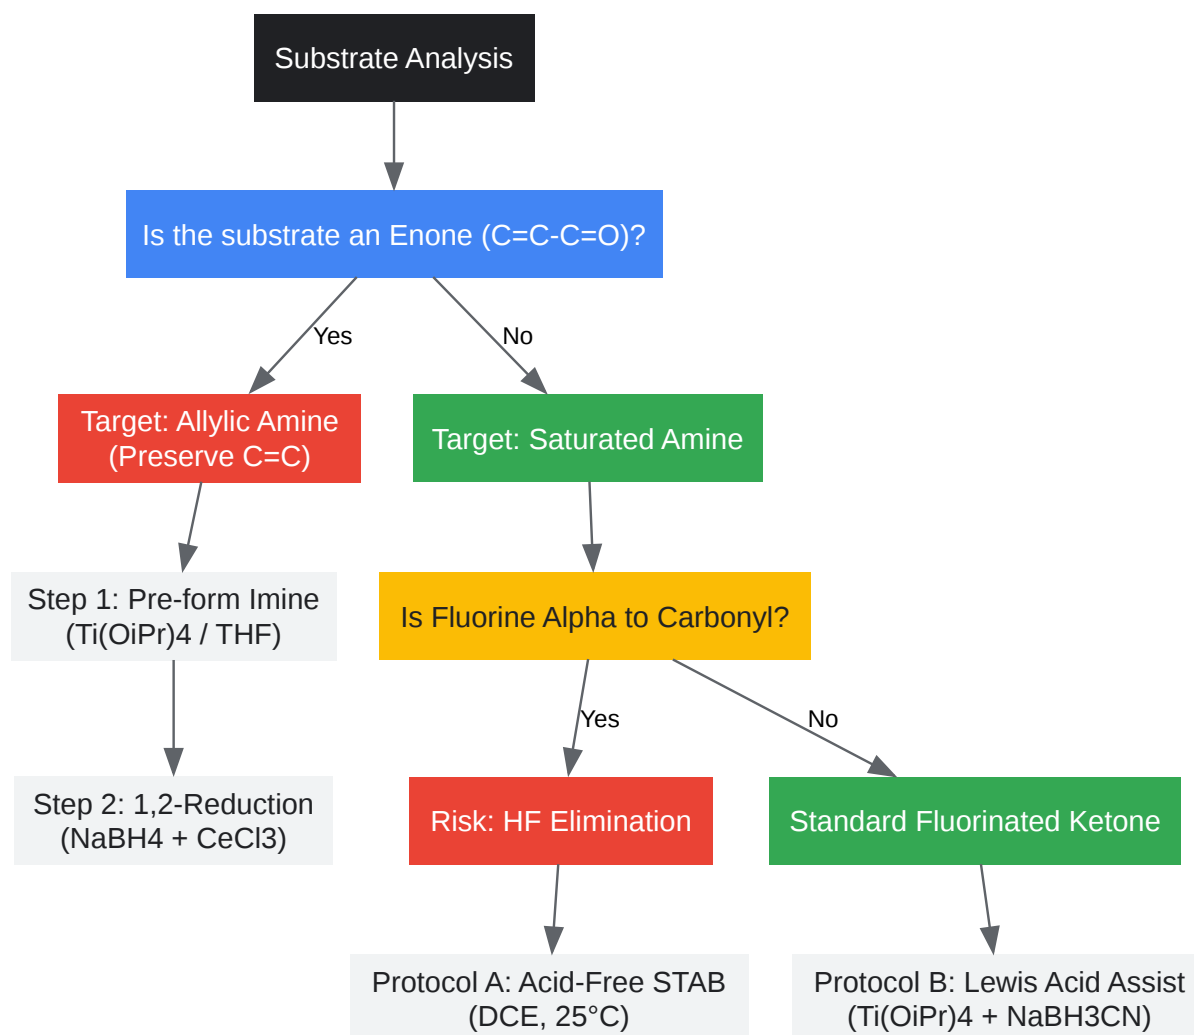 Substrate Analysis
Is the substrate an Enone (C=C-C=O)?
Yes
No
Target: Allylic Amine
(Preserve C=C)
Target: Saturated Amine
Step 1: Pre-form Imine
(Ti(OiPr)4 / THF)
Is Fluorine Alpha to Carbonyl?
Yes
No
Step 2: 1,2-Reduction
(NaBH4 + CeCl3)
Risk: HF Elimination
Standard Fluorinated Ketone
Protocol A: Acid-Free STAB
(DCE, 25°C)
Protocol B: Lewis Acid Assist
(Ti(OiPr)4 + NaBH3CN)